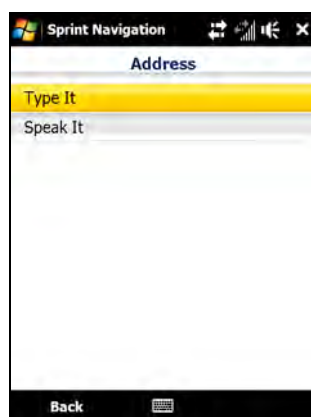 Sprint Navigation
Address
Type It
Speak It
Back